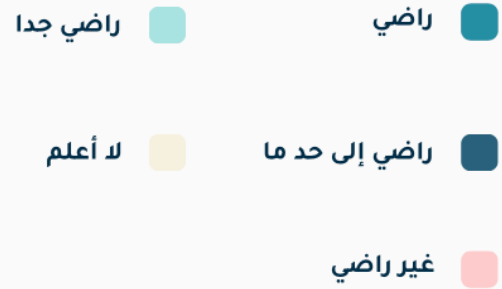 راضي
راضي جدا
راضي إلى حد ما
لا أعلم
غير راضي